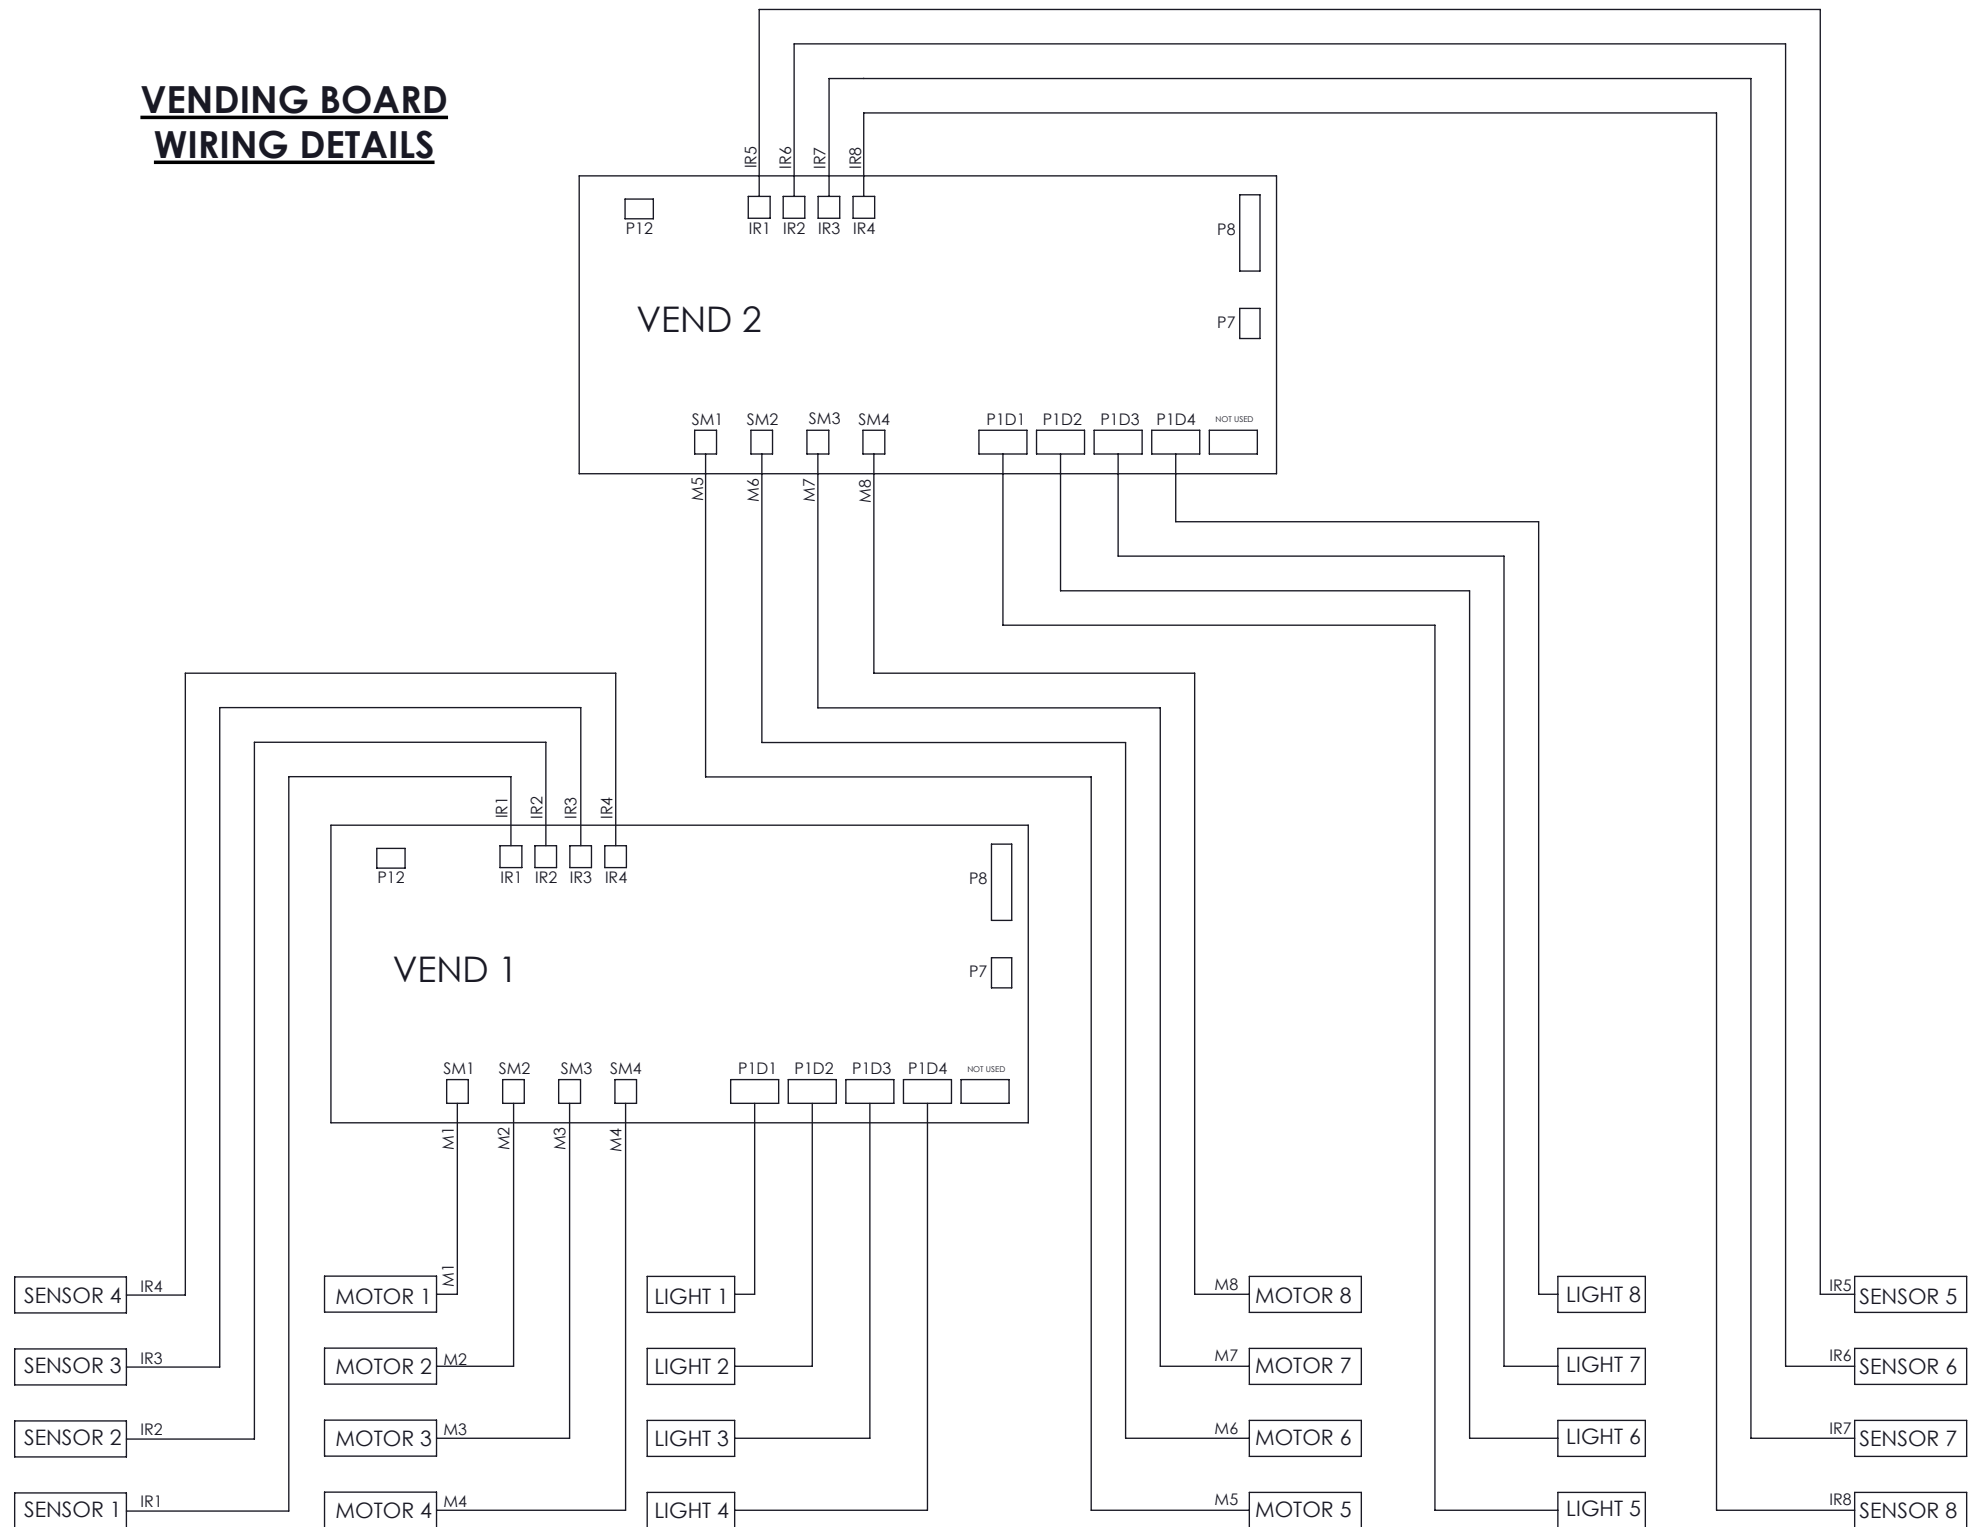 VENDING BOARD
WIRING DETAILS
IR5 IR6 IR7 IR8
P12 IR1 IR2 IR3 IR4 P8
VEND 2 P7
SM1 SM2 SM3 SM4 P1D1 P1D2 P1D3 P1D4 NOT USED
M5 M6 M7 M8
IR1 IR2 IR3 IR4
P12 IR1 IR2 IR3 IR4 P8
VEND 1 P7
SM1 SM2 SM3 SM4 P1D1 P1D2 P1D3 P1D4 NOT USED
M1 M2 M3 M4
SENSOR 4 IR4 MOTOR 1 M1 LIGHT 1 M8 MOTOR 8 LIGHT 8 IR5 SENSOR 5
SENSOR 3 IR3 MOTOR 2 M2 LIGHT 2 M7 MOTOR 7 LIGHT 7 IR6 SENSOR 6
SENSOR 2 IR2 MOTOR 3 M3 LIGHT 3 M6 MOTOR 6 LIGHT 6 IR7 SENSOR 7
SENSOR 1 IR1 MOTOR 4 M4 LIGHT 4 M5 MOTOR 5 LIGHT 5 IR8 SENSOR 8